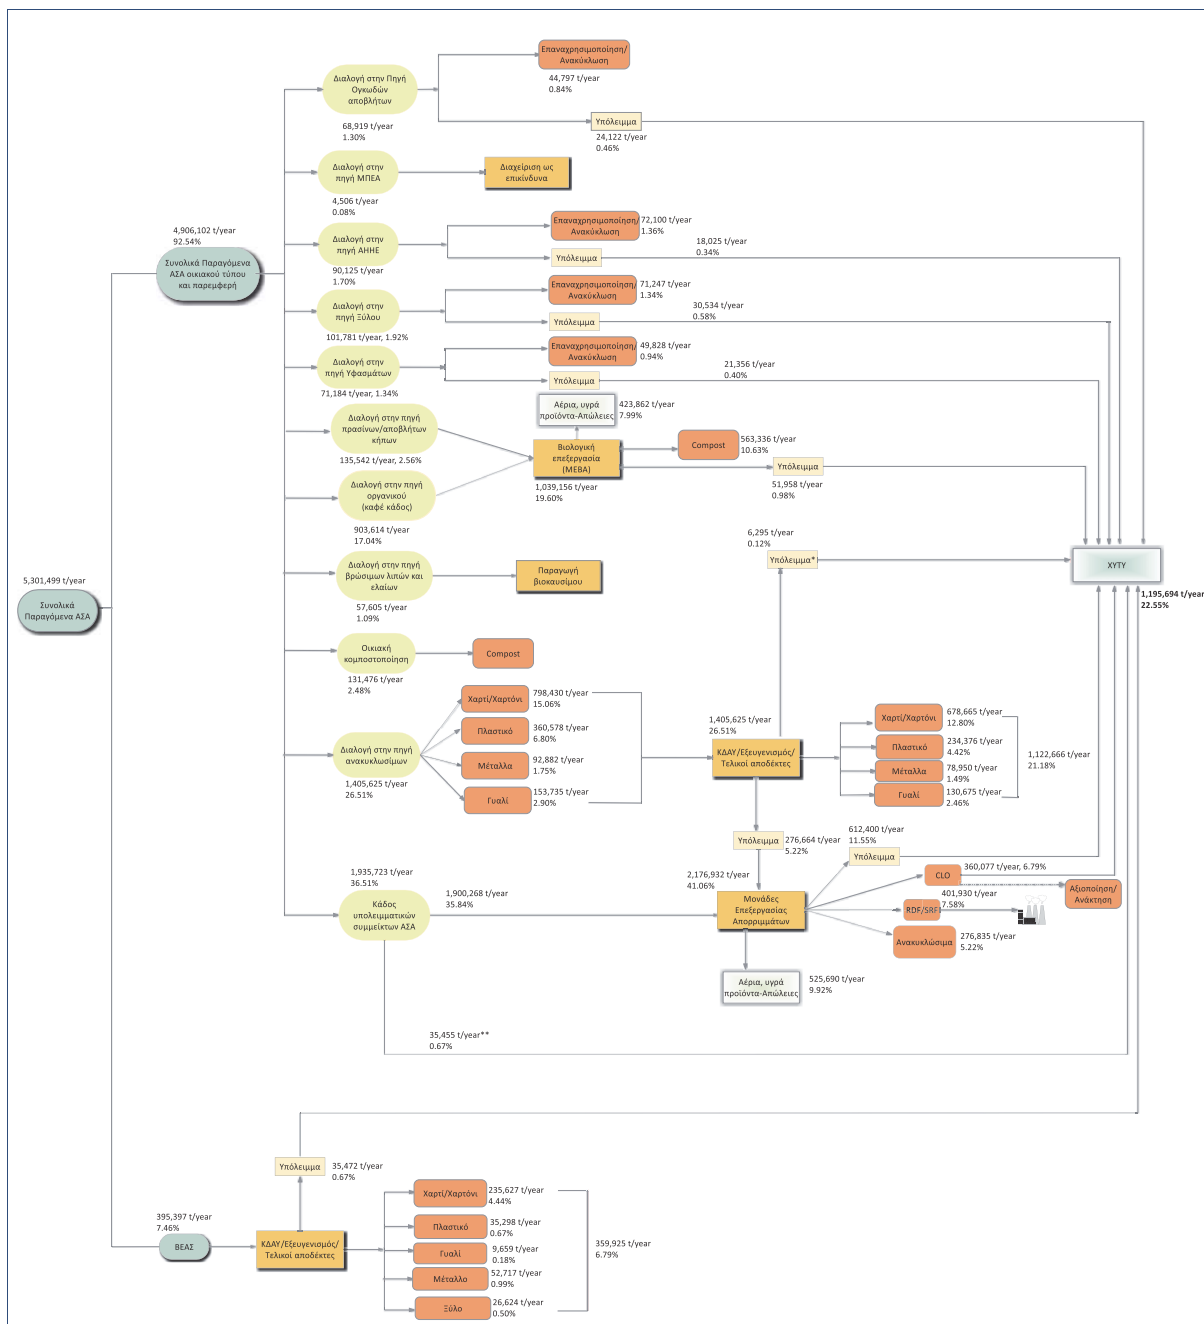 Επαναχρησιμοποίηση/
Ανακύκλωση
44,797 t/year
0.84%
Διαλογή στην Πηγή
Ογκωδών
αποβλήτων
68,919 t/year
1.30%
Υπόλειμμα
24,122 t/year
0.46%
Διαλογή στην
πηγή ΜΠΕΑ
4,506 t/year
0.08%
Διαχείριση ως
επικίνδυνα
4,906,102 t/year
92.54%
Συνολικά Παραγόμενα
ΑΣΑ οικιακού τύπου
και παρεμφερή
Διαλογή στην
πηγή ΑΗΗΕ
90,125 t/year
1.70%
Επαναχρησιμοποίηση/
Ανακύκλωση
72,100 t/year
1.36%
Υπόλειμμα
18,025 t/year
0.34%
Διαλογή στην
πηγή Ξύλου
101,781 t/year, 1.92%
Επαναχρησιμοποίηση/
Ανακύκλωση
71,247 t/year
1.34%
Υπόλειμμα
30,534 t/year
0.58%
Διαλογή στην
πηγή Υφασμάτων
71,184 t/year, 1.34%
Επαναχρησιμοποίηση/
Ανακύκλωση
49,828 t/year
0.94%
Υπόλειμμα
21,356 t/year
0.40%
Διαλογή στην πηγή
πρασίνων/αποβλήτων
κήπων
135,542 t/year, 2.56%
Αέρια, υγρά
προϊόντα-Απώλειες
423,862 t/year
7.99%
Βιολογική
επεξεργασία
(ΜΕΒΑ)
1,039,156 t/year
19.60%
Compost
563,336 t/year
10.63%
Υπόλειμμα
51,958 t/year
0.98%
Διαλογή στην πηγή
οργανικού
(καφέ κάδος)
903,614 t/year
17.04%
6,295 t/year
0.12%
Υπόλειμμα*
ΧΥΤΥ
1,195,694 t/year
22.55%
Διαλογή στην πηγή
βρώσιμων λιπών και
ελαίων
57,605 t/year
1.09%
Παραγωγή
βιοκαυσίμου
5,301,499 t/year
Συνολικά
Παραγόμενα ΑΣΑ
Οικιακή
κομποστοποίηση
131,476 t/year
2.48%
Compost
Διαλογή στην πηγή
ανακυκλωσίμων
1,405,625 t/year
26.51%
Χαρτί/Χαρτόνι
798,430 t/year
15.06%
Πλαστικό
360,578 t/year
6.80%
Μέταλλα
92,882 t/year
1.75%
Γυαλί
153,735 t/year
2.90%
1,405,625 t/year
26.51%
ΚΔΑΥ/Εξευγενισμός/
Τελικοί αποδέκτες
Χαρτί/Χαρτόνι
678,665 t/year
12.80%
Πλαστικό
234,376 t/year
4.42%
Μέταλλα
78,950 t/year
1.49%
Γυαλί
130,675 t/year
2.46%
1,122,666 t/year
21.18%
Υπόλειμμα
276,664 t/year
5.22%
1,935,723 t/year
36.51%
Κάδος
υπολειμματικών
συμμείκτων ΑΣΑ
1,900,268 t/year
35.84%
2,176,932 t/year
41.06%
Μονάδες
Επεξεργασίας
Απορριμμάτων
612,400 t/year
11.55%
Υπόλειμμα
CLO
360,077 t/year, 6.79%
Αξιοποίηση/
Ανάκτηση
RDF/SRF
401,930 t/year
7.58%
Ανακυκλώσιμα
276,835 t/year
5.22%
Αέρια, υγρά
προϊόντα-Απώλειες
525,690 t/year
9.92%
35,455 t/year**
0.67%
Υπόλειμμα
35,472 t/year
0.67%
395,397 t/year
7.46%
ΒΕΑΣ
ΚΔΑΥ/Εξευγενισμός/
Τελικοί αποδέκτες
Χαρτί/Χαρτόνι
235,627 t/year
4.44%
Πλαστικό
35,298 t/year
0.67%
Γυαλί
9,659 t/year
0.18%
Μέταλλο
52,717 t/year
0.99%
Ξύλο
26,624 t/year
0.50%
359,925 t/year
6.79%